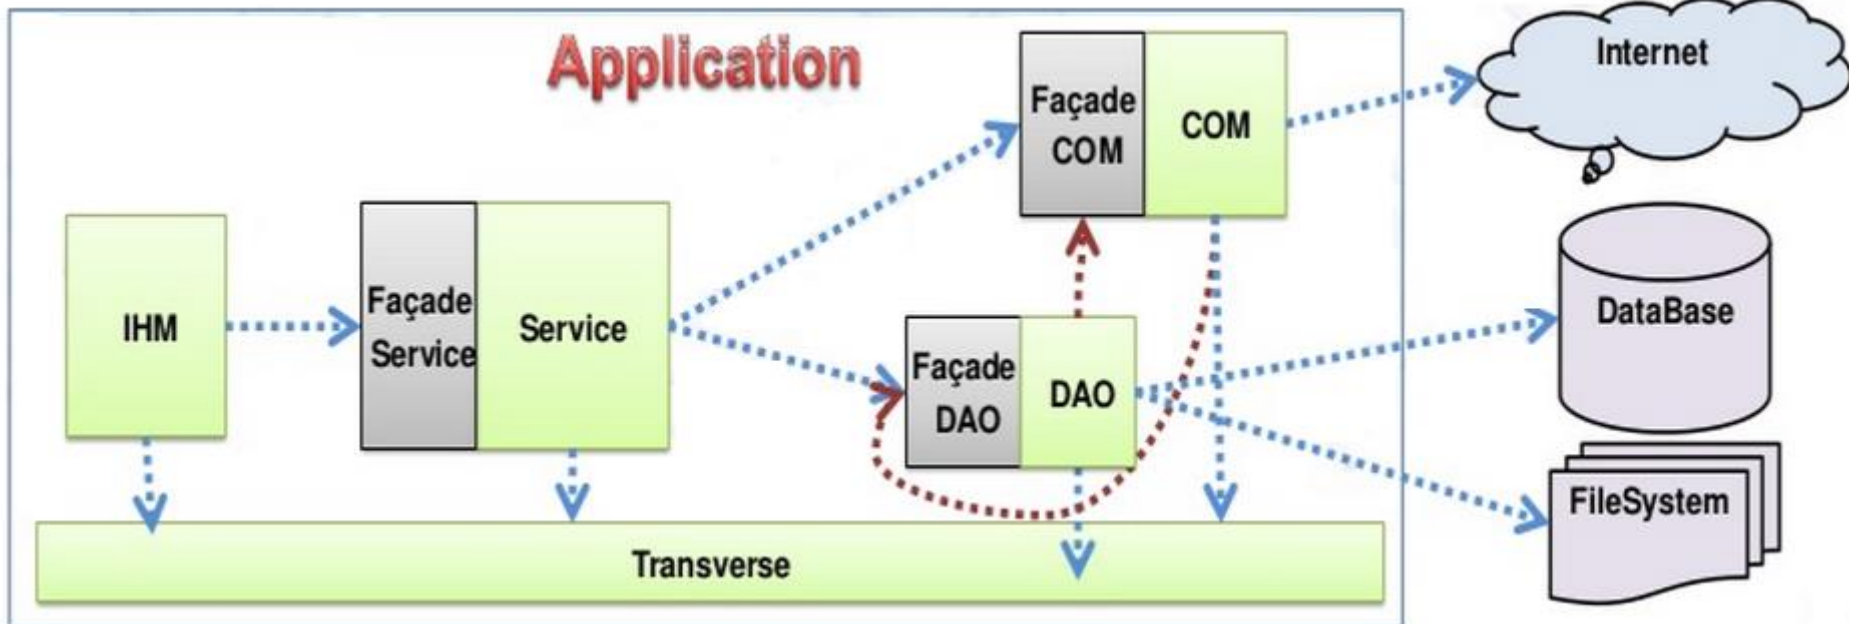 Application
Internet
Façade
COM
COM
IHM
Façade
Service
Service
Façade
DAO
DAO
DataBase
FileSystem
Transverse